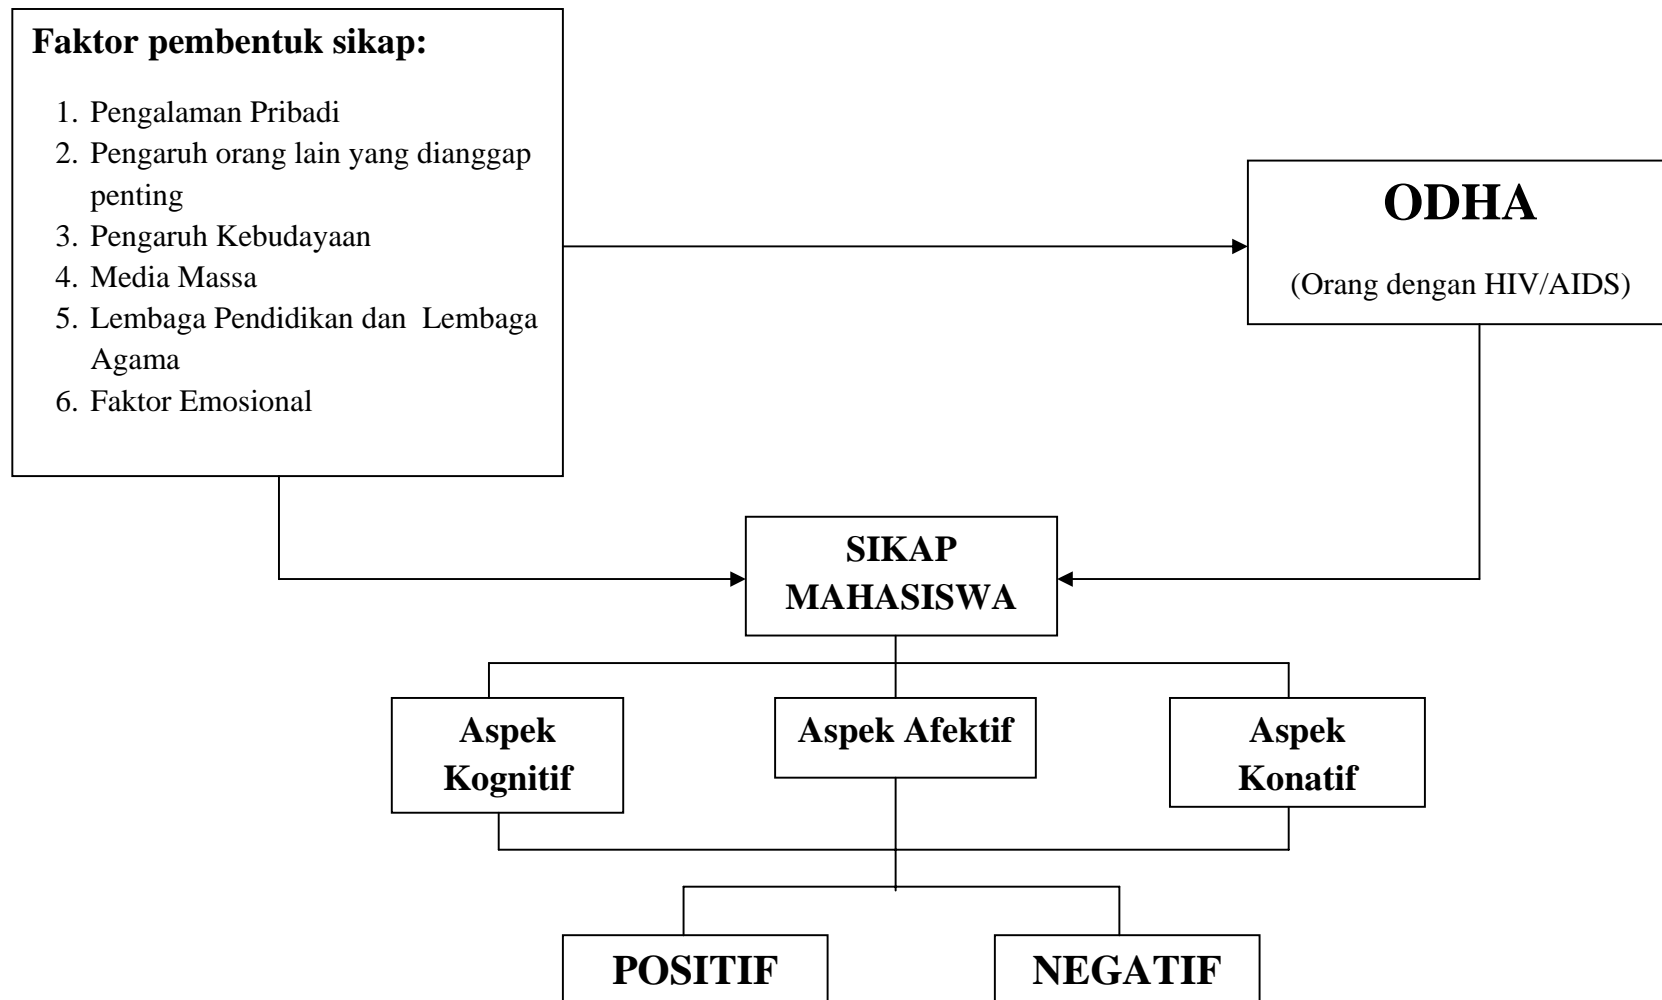 Faktor pembentuk sikap:
1. Pengalaman Pribadi
2. Pengaruh orang lain yang dianggap
penting
3. Pengaruh Kebudayaan
4. Media Massa
5. Lembaga Pendidikan dan Lembaga
Agama
6. Faktor Emosional
ODHA
(Orang dengan HIV/AIDS)
SIKAP
MAHASISWA
Aspek
Kognitif
Aspek Afektif
Aspek
Konatif
POSITIF
NEGATIF